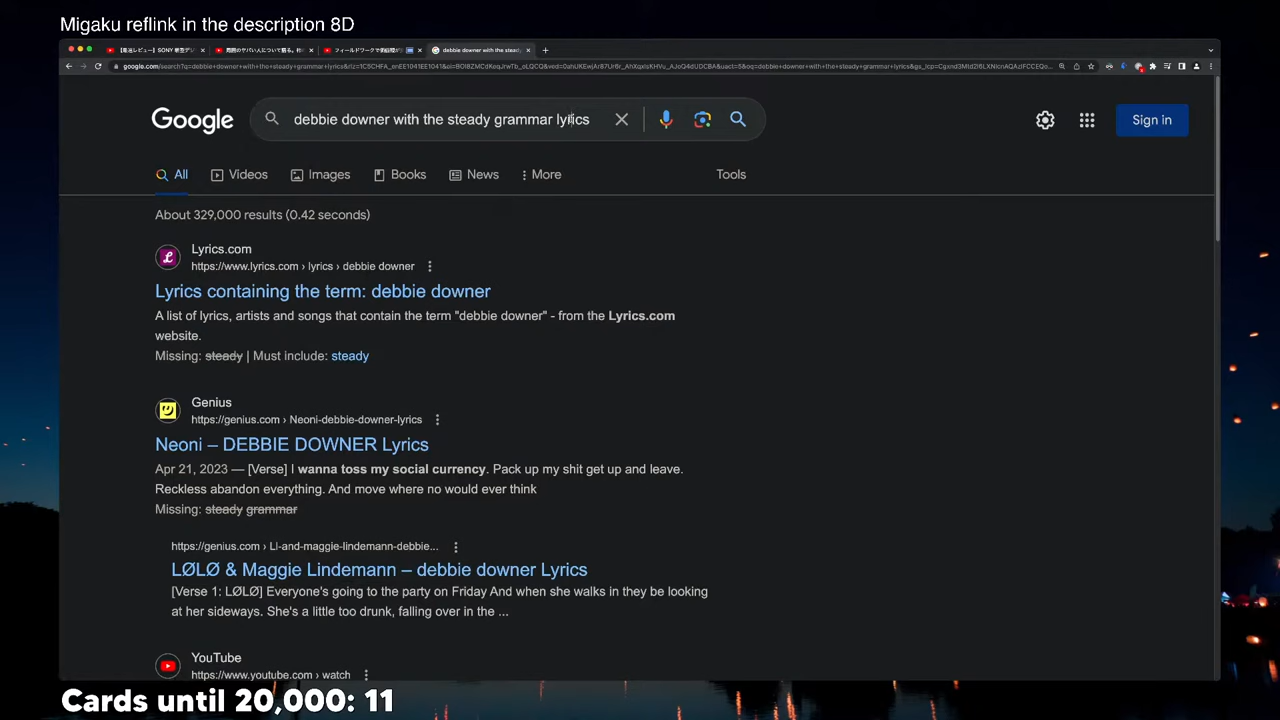 Migaku reflink in the description 8D
debbie downer with the steady
Google
debbie downer with the steady grammar lyrics
Sign in
All
Videos
Images
Books
News
More
Tools
About 329,000 results (0.42 seconds)
Lyrics.com
https://www.lyrics.com › lyrics › debbie downer
Lyrics containing the term: debbie downer
A list of lyrics, artists and songs that contain the term "debbie downer" - from the Lyrics.com
website.
Missing: steady | Must include: steady
Genius
https://genius.com › Neoni-debbie-downer-lyrics
Neoni – DEBBIE DOWNER Lyrics
Apr 21, 2023 — [Verse] I wanna toss my social currency. Pack up my shit get up and leave.
Reckless abandon everything. And move where no would ever think
Missing: steady grammar
https://genius.com › Ll-and-maggie-lindemann-debbie...
LØLØ & Maggie Lindemann – debbie downer Lyrics
[Verse 1: LØLØ] Everyone's going to the party on Friday And when she walks in they be looking
at her sideways. She's a little too drunk, falling over in the ...
YouTube
https://www.youtube.com › watch
Cards until 20,000: 11